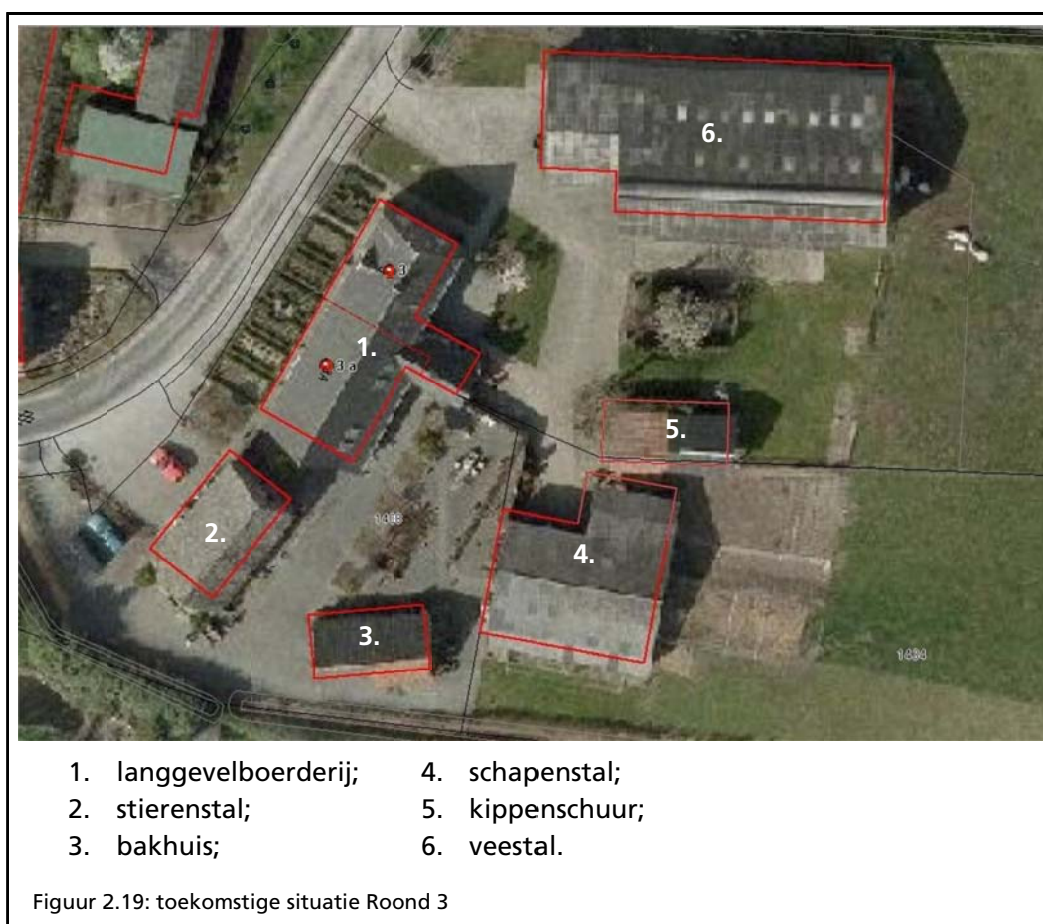 6.
3
1.
3 a
5.
2.
4.
3.
1434
1. langgevelboerderij;
2. stierenstal;
3. bakhuis;
4. schapenstal;
5. kippenschuur;
6. veestal.
Figuur 2.19: toekomstige situatie Roond 3